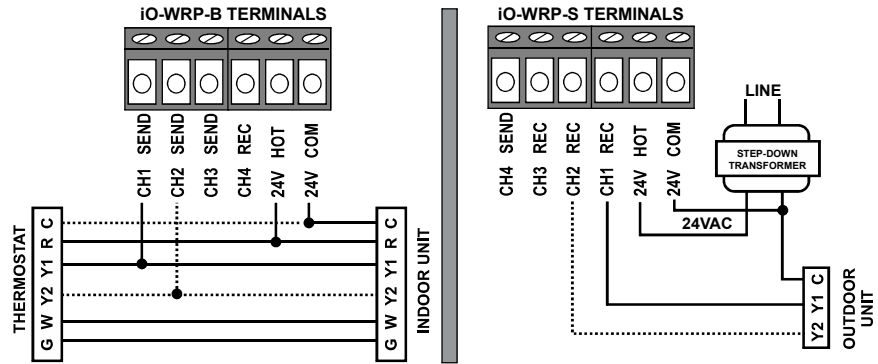 iO-WRP-B TERMINALS
CH1 SEND
CH2 SEND
CH3 SEND
CH4 REC
24V HOT
24V COM
THERMOSTAT
C
R
Y1
Y2
W
G
C
R
Y1
Y2
W
G
INDOOR UNIT
iO-WRP-S TERMINALS
CH4 SEND
CH3 REC
CH2 REC
CH1 REC
24V HOT
24V COM
LINE
STEP-DOWN
TRANSFORMER
24VAC
C
Y1
Y2
OUTDOOR
UNIT